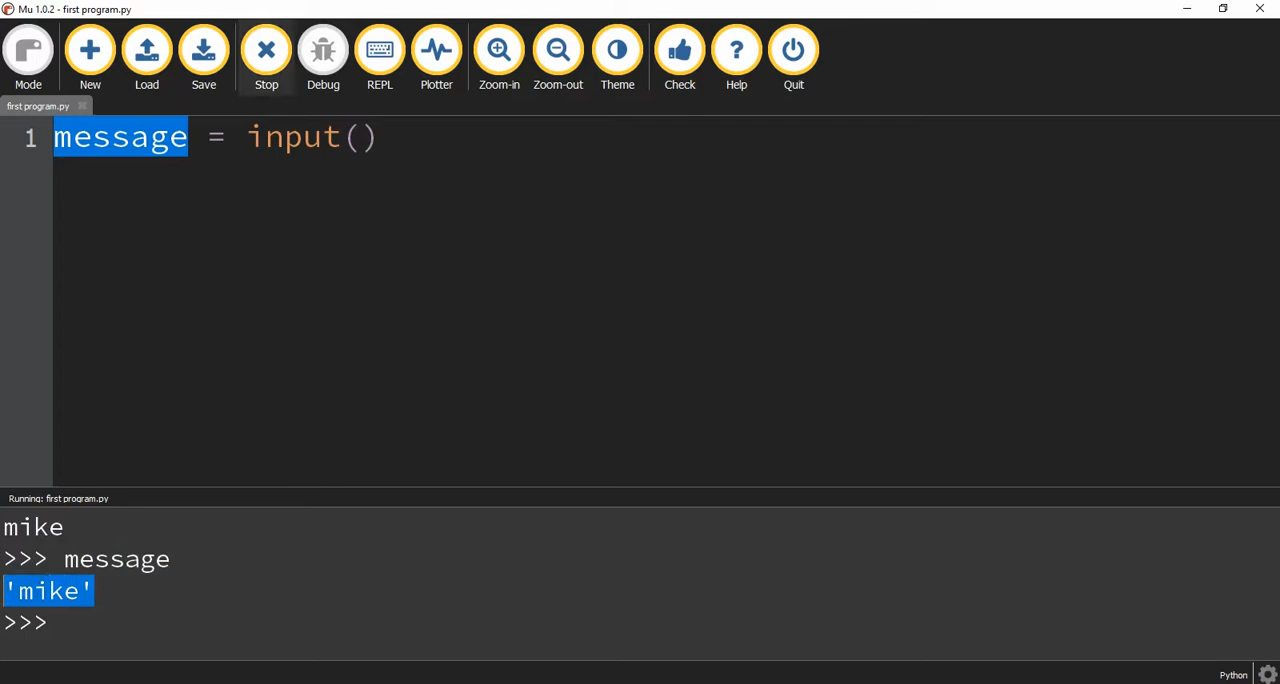 Mu 1.0.2 - first program.py
Mode New Load Save Stop Debug REPL Plotter Zoom-in Zoom-out Theme Check Help Quit
first program.py
1 message = input()
Running: first program.py
mike
>>> message
'mike'
>>>
Python